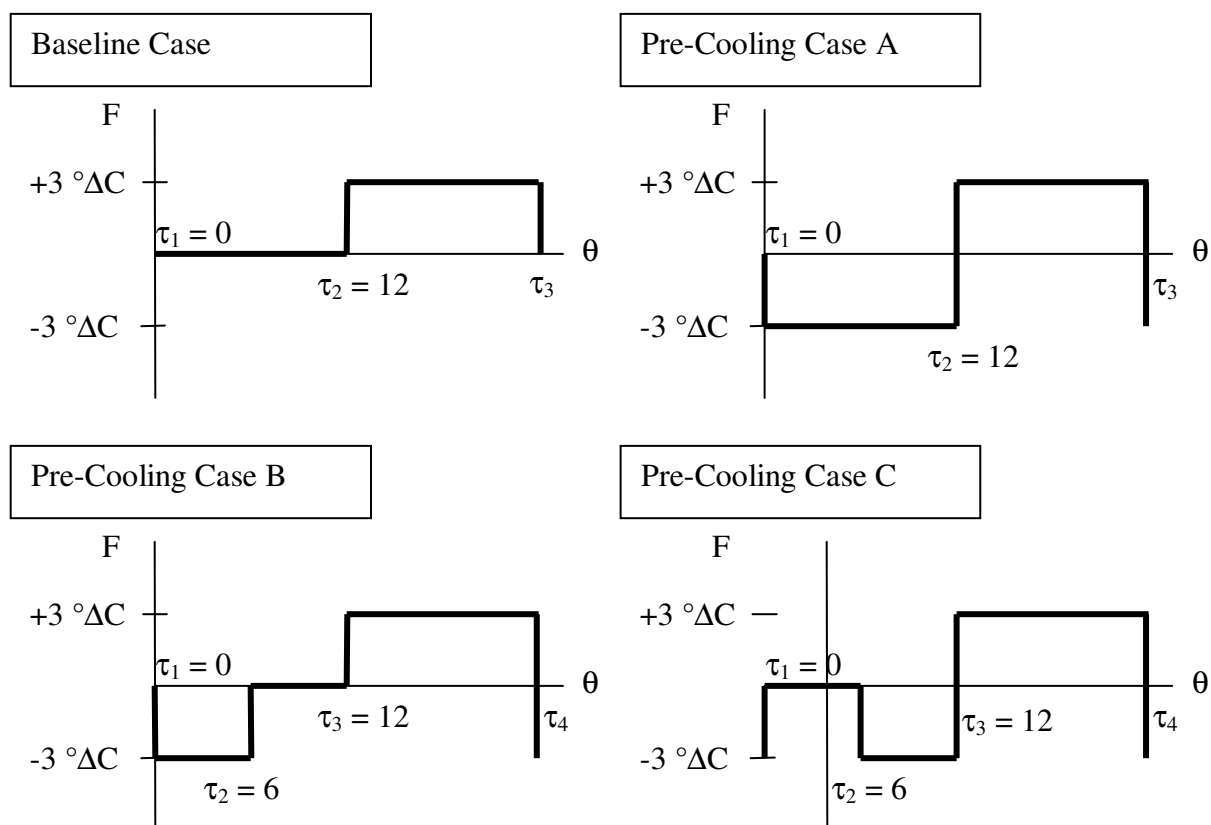 Baseline Case
F
+3 °ΔC
τ₁ = 0
θ
τ₂ = 12
τ₃
-3 °ΔC
Pre-Cooling Case A
F
+3 °ΔC
τ₁ = 0
θ
τ₃
-3 °ΔC
τ₂ = 12
Pre-Cooling Case B
F
+3 °ΔC
τ₁ = 0
θ
τ₃ = 12
τ₄
-3 °ΔC
τ₂ = 6
Pre-Cooling Case C
F
+3 °ΔC
τ₁ = 0
θ
τ₃ = 12
τ₄
-3 °ΔC
τ₂ = 6